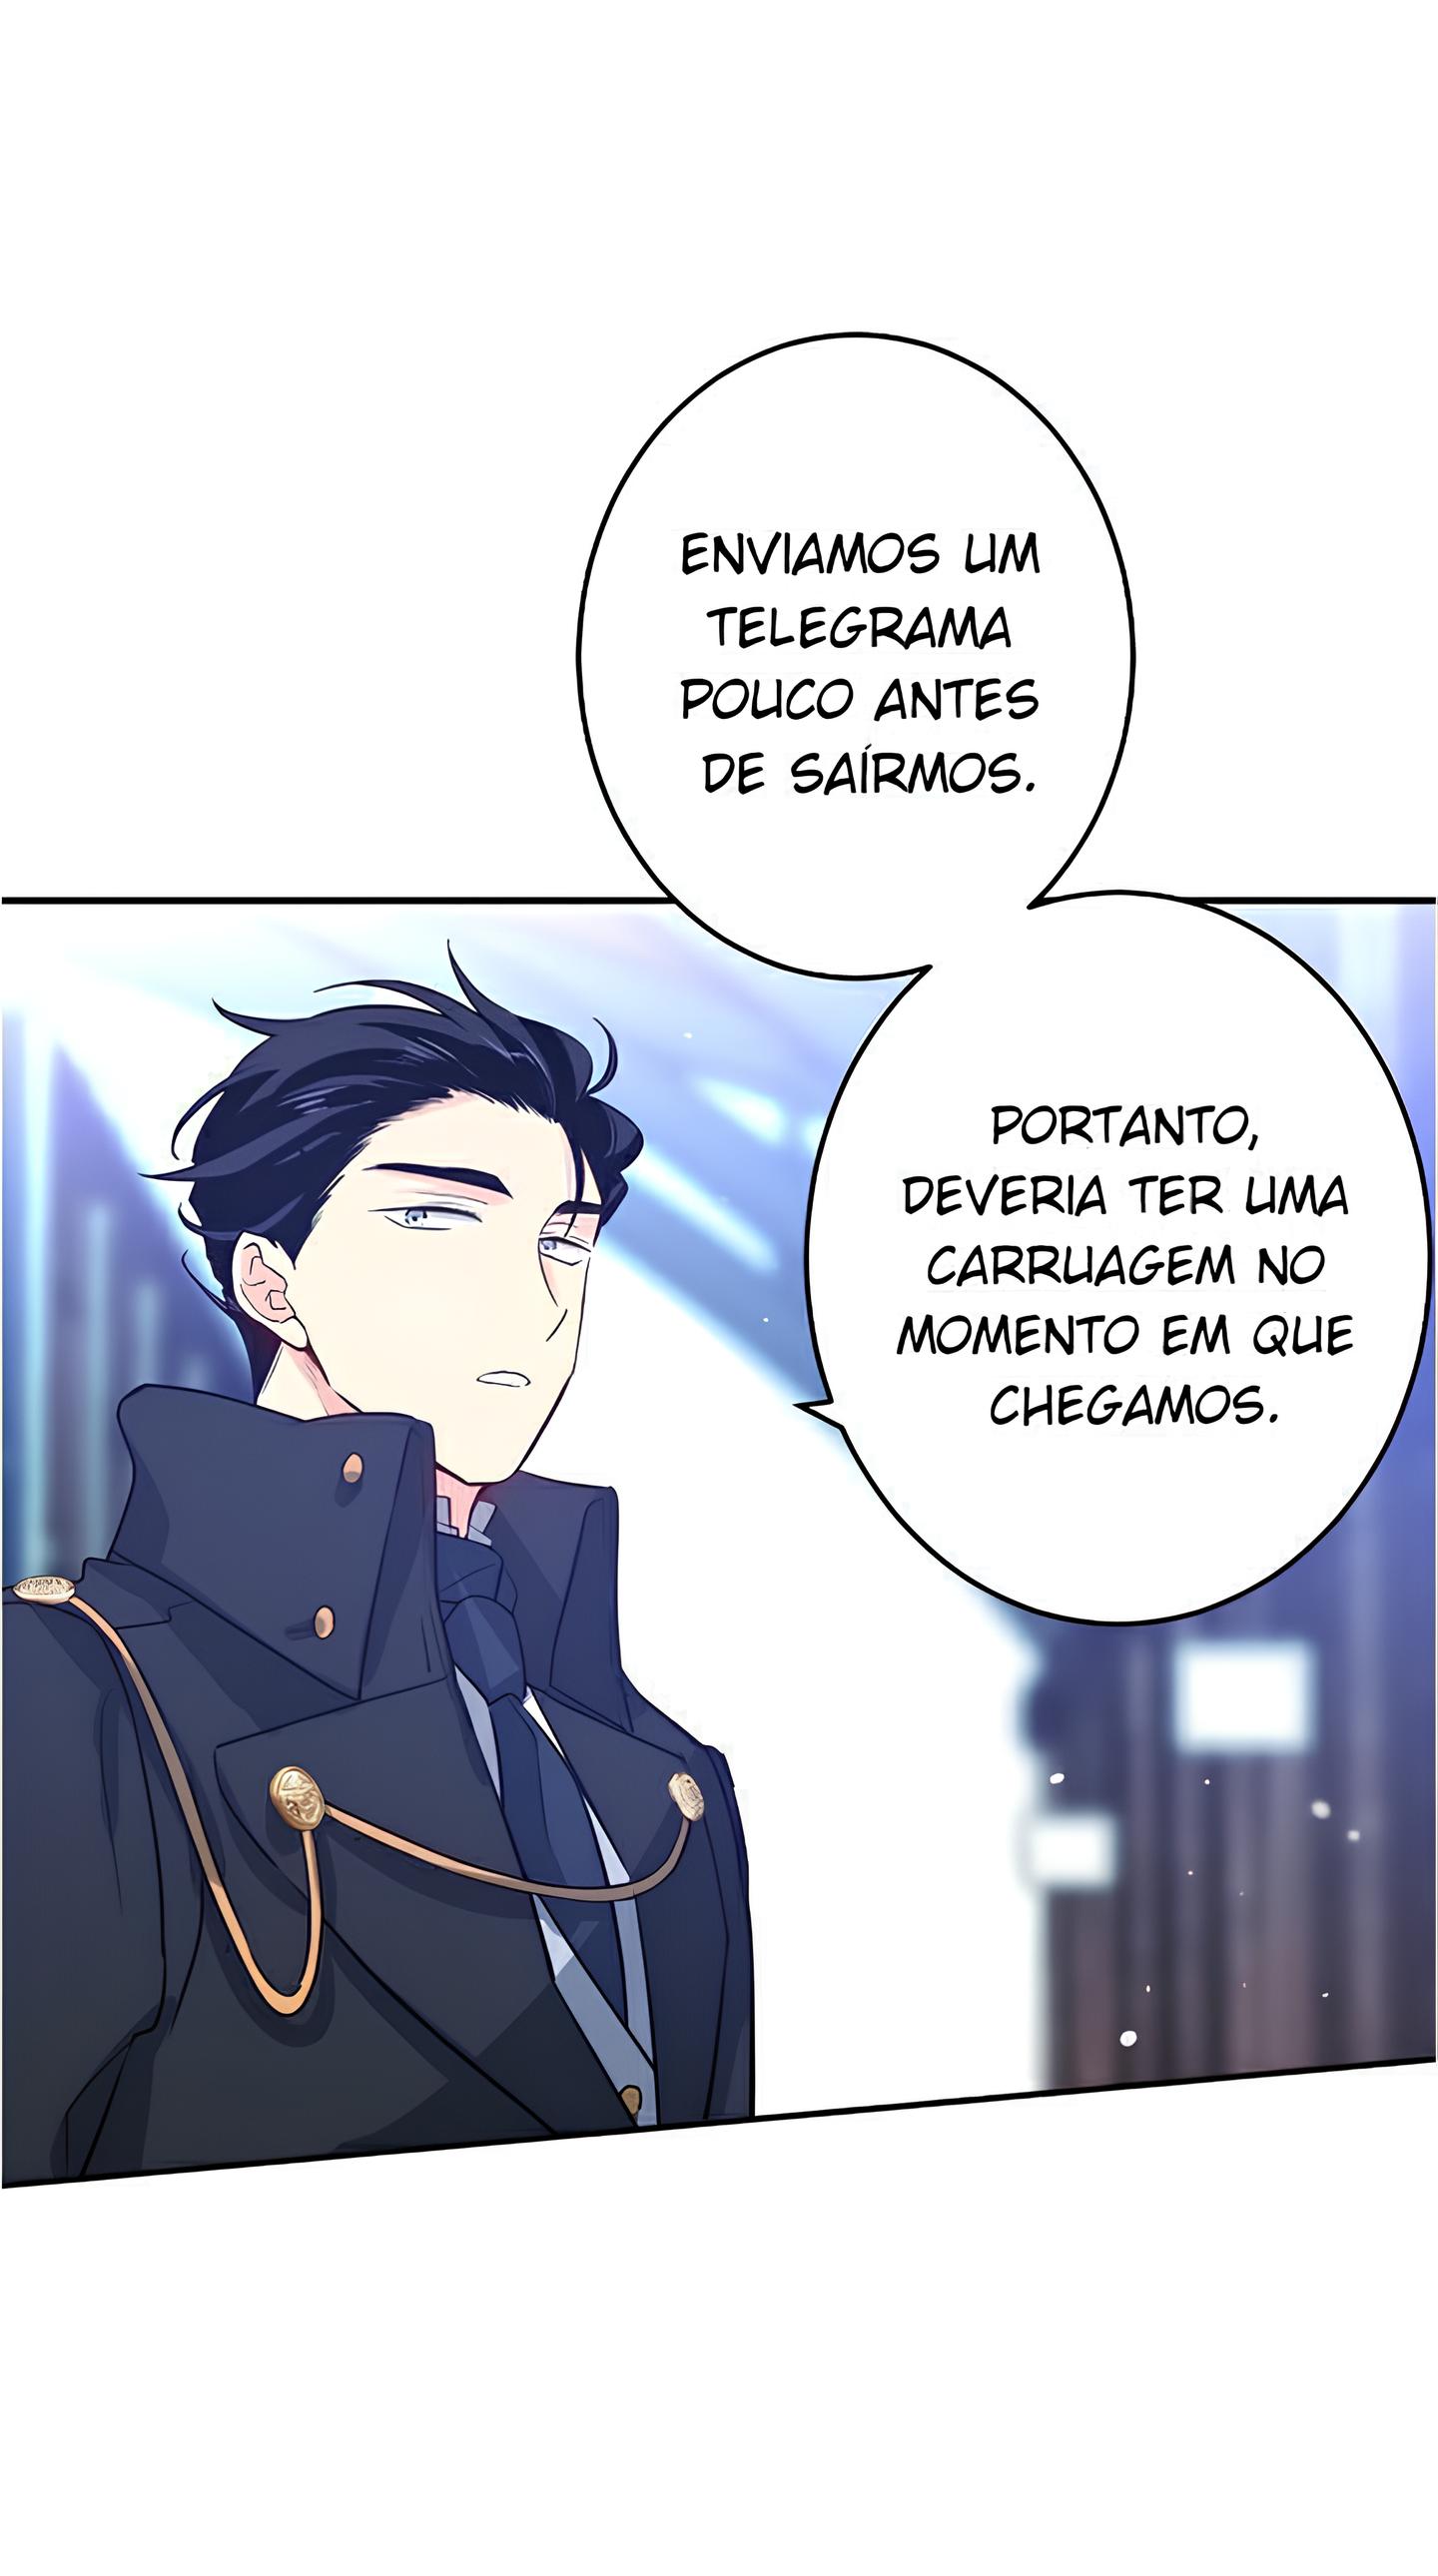 ENVIAMOS UM
TELEGRAMA
POUCO ANTES
DE SAÍRMOS.
PORTANTO,
DEVERIA TER UMA
CARRUAGEM NO
MOMENTO EM QUE
CHEGAMOS.